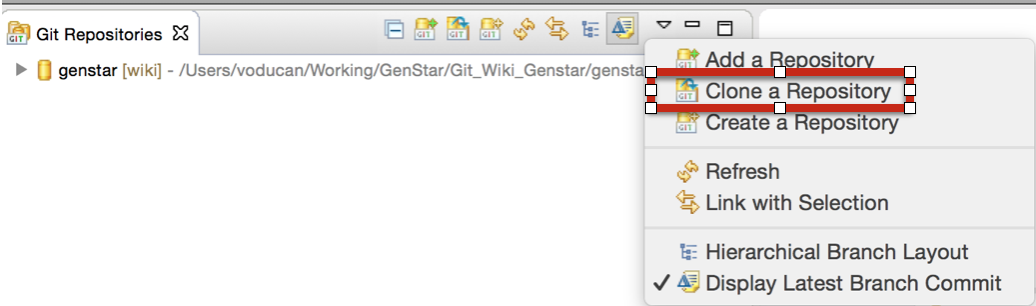 Git Repositories
genstar [wiki] - /Users/voducan/Working/GenStar/Git_Wiki_Genstar/gensta
Add a Repository
Clone a Repository
Create a Repository
Refresh
Link with Selection
Hierarchical Branch Layout
Display Latest Branch Commit